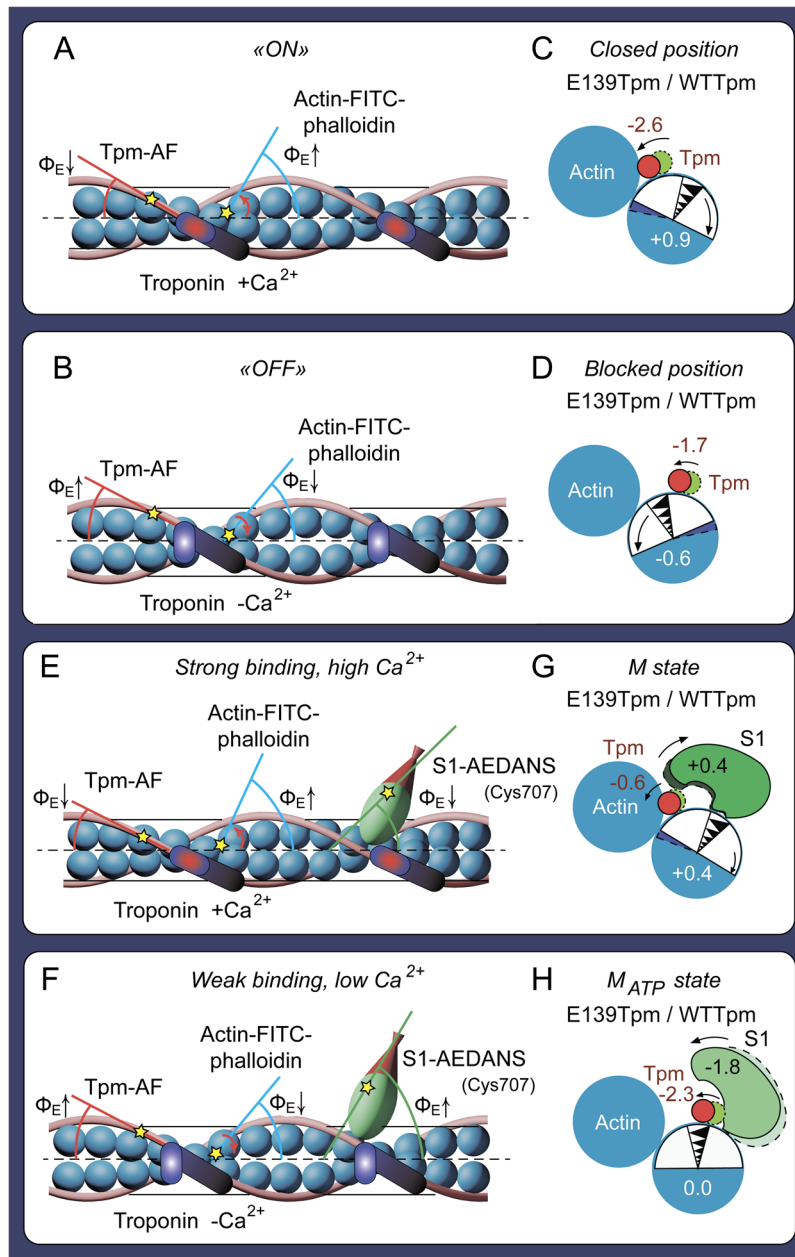 A
«ON»
Actin-FITC-
phalloidin
Tpm-AF
ΦE↓
ΦE↑
Troponin +Ca2+
C
Closed position
E139Tpm / WTTpm
-2.6
Actin
Tpm
+0.9
B
«OFF»
Actin-FITC-
phalloidin
Tpm-AF
ΦE↑
ΦE↓
Troponin -Ca2+
D
Blocked position
E139Tpm / WTTpm
-1.7
Actin
Tpm
-0.6
E
Strong binding, high Ca2+
Actin-FITC-
phalloidin
Tpm-AF
S1-AEDANS
(Cys707)
ΦE↓
ΦE↑
ΦE↓
Troponin +Ca2+
G
M state
E139Tpm / WTTpm
S1
Tpm
+0.4
-0.6
Actin
+0.4
F
Weak binding, low Ca2+
Actin-FITC-
phalloidin
S1-AEDANS
(Cys707)
Tpm-AF
ΦE↑
ΦE↓
ΦE↑
Troponin -Ca2+
H
MATP state
E139Tpm / WTTpm
S1
-1.8
Tpm
-2.3
Actin
0.0